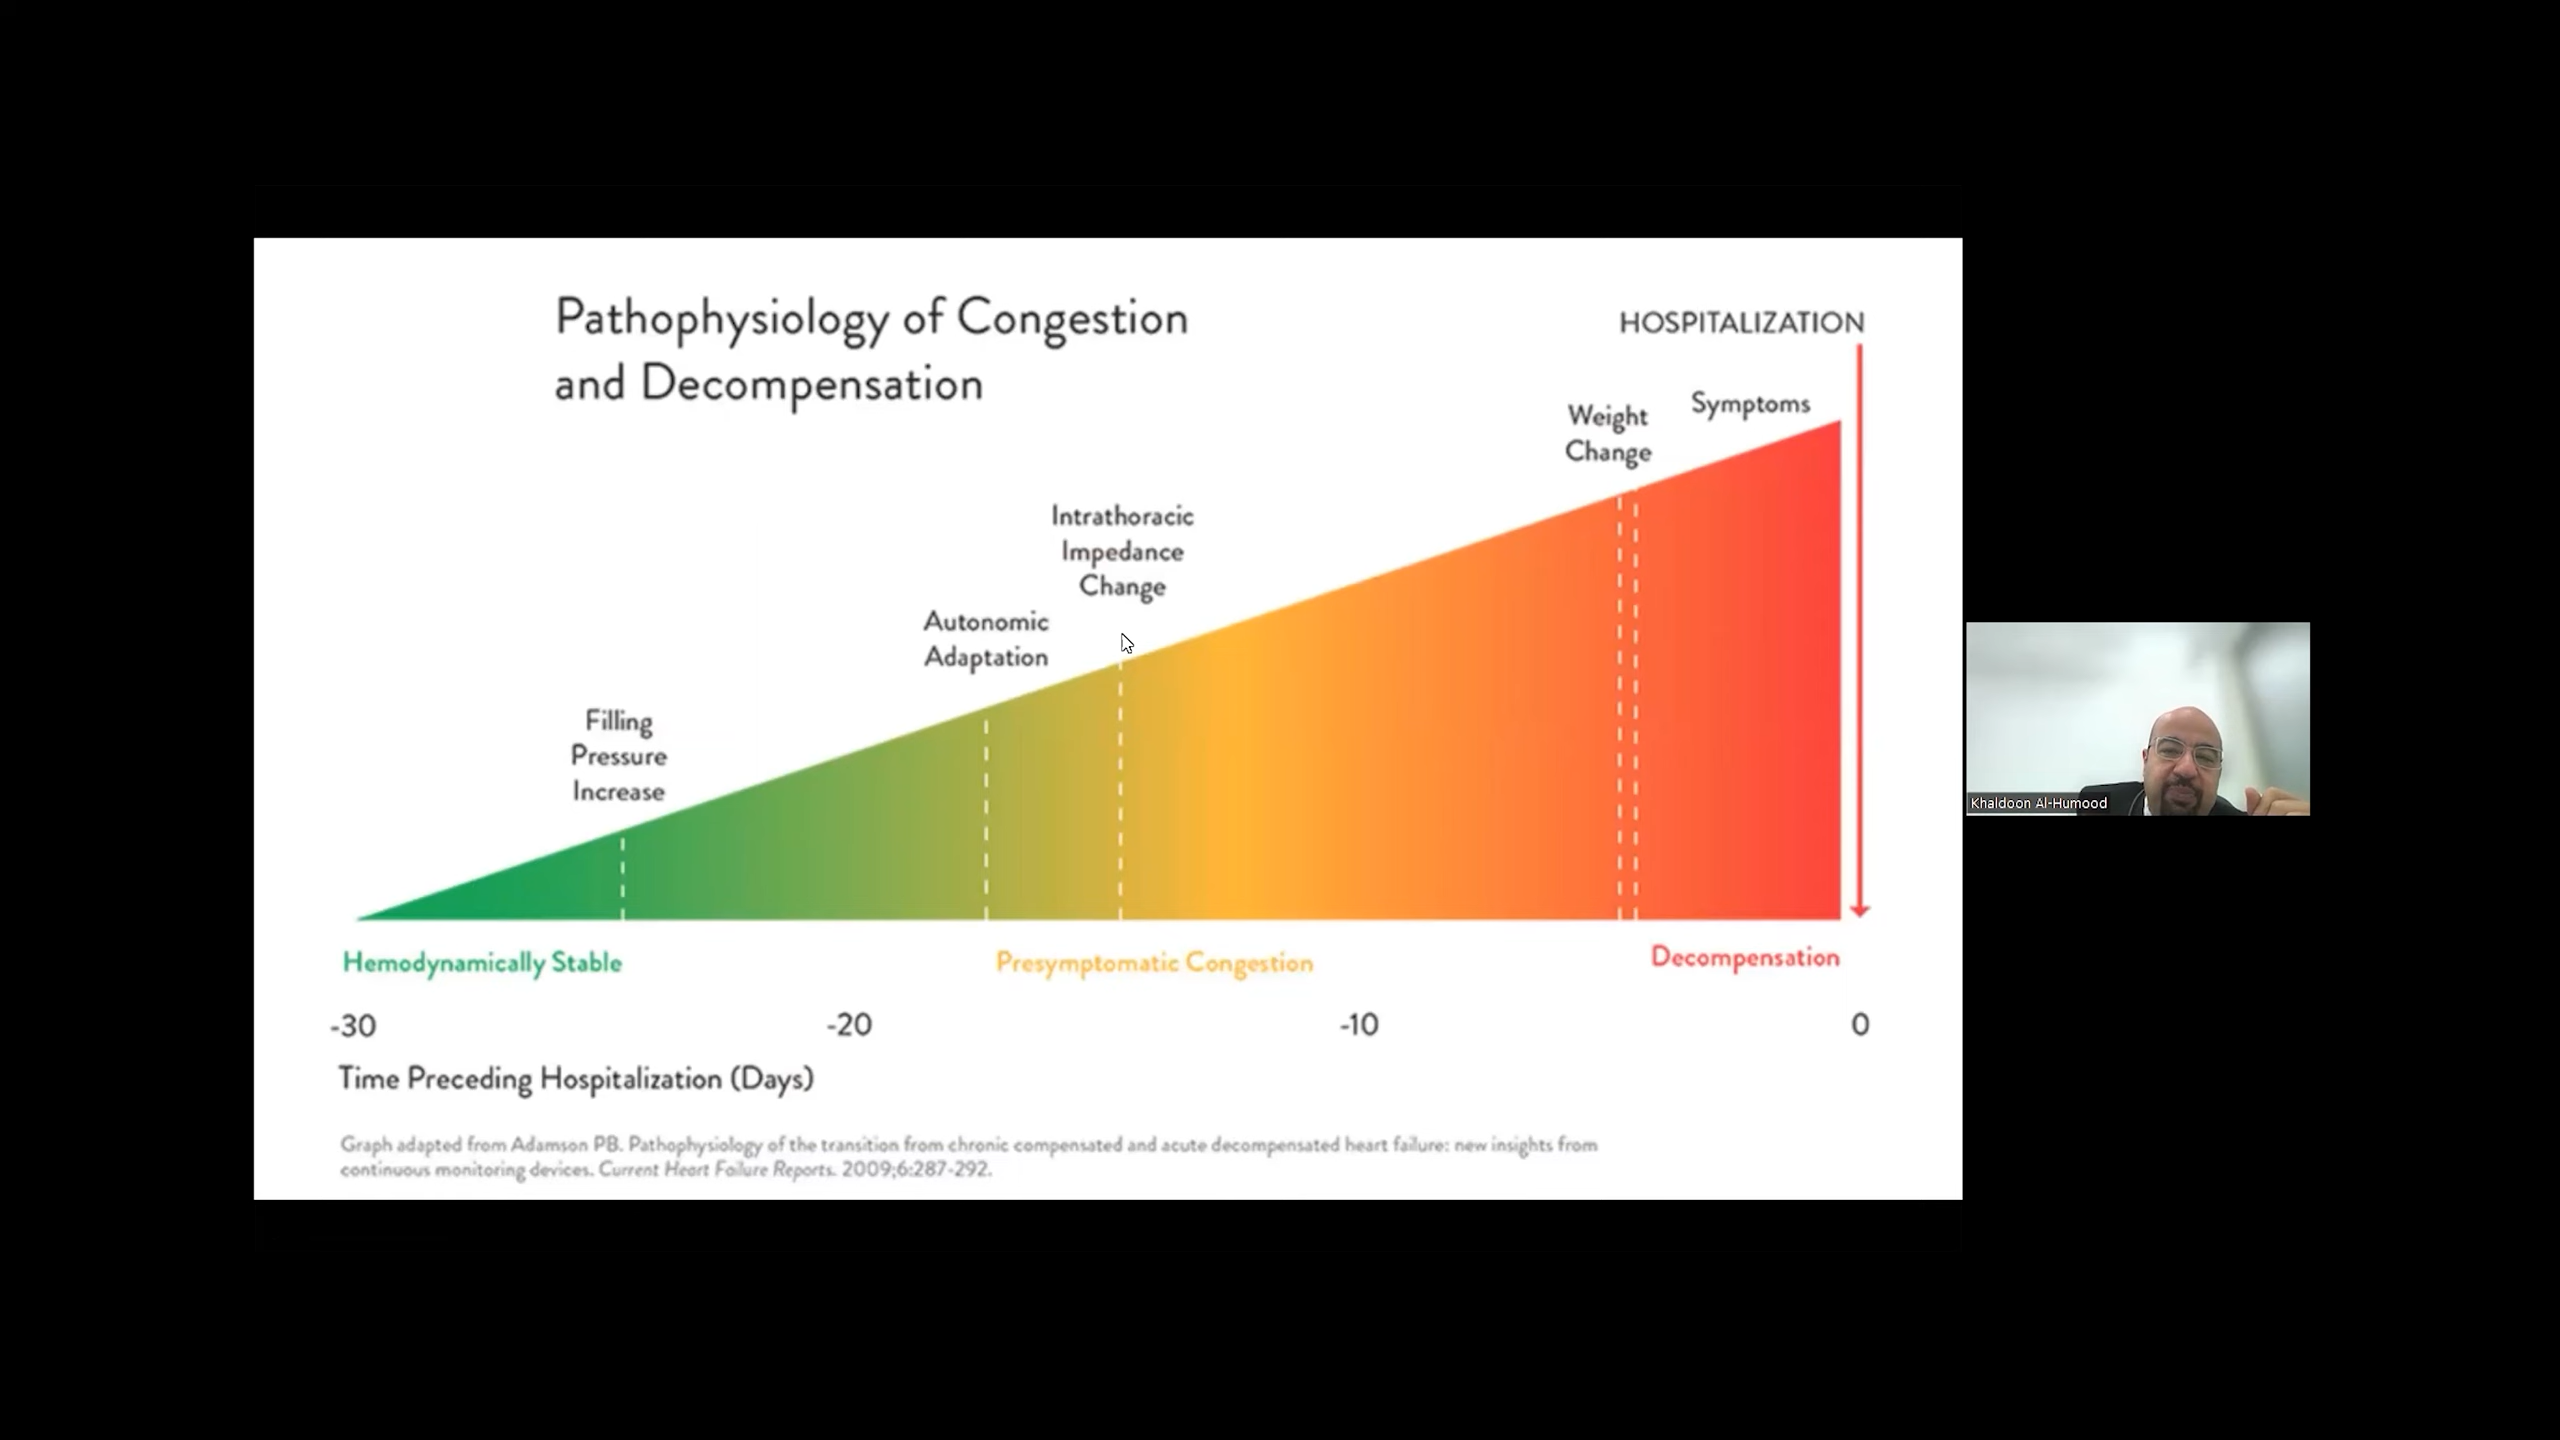 Pathophysiology of Congestion
and Decompensation
HOSPITALIZATION
Symptoms
Weight
Change
Intrathoracic
Impedance
Change
Autonomic
Adaptation
Filling
Pressure
Increase
Hemodynamically Stable
Presymptomatic Congestion
Decompensation
-30
-20
-10
0
Time Preceding Hospitalization (Days)
Graph adapted from Adamson PB. Pathophysiology of the transition from chronic compensated and acute decompensated heart failure: new insights from
continuous monitoring devices. Current Heart Failure Reports. 2009;6:287-292.
Khaldoon Al-Humood